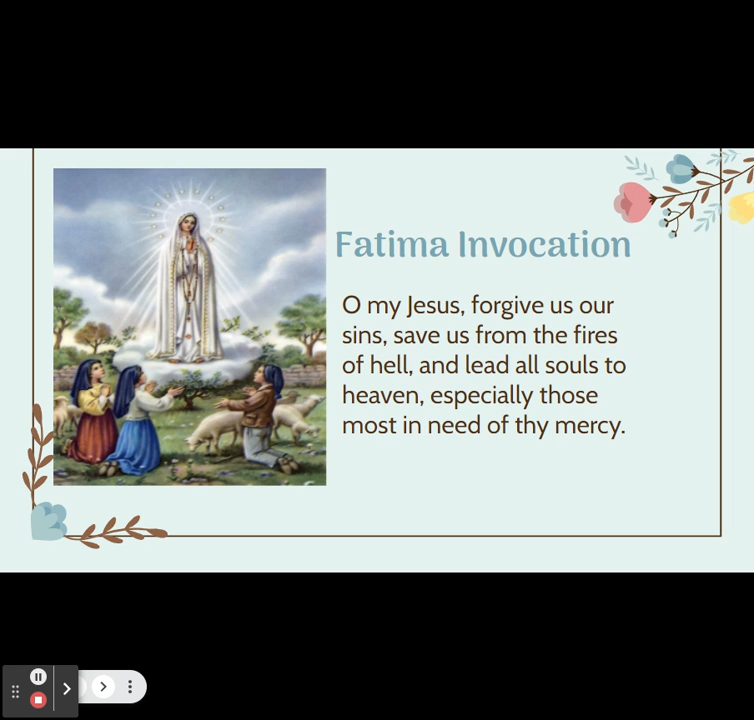 Fatima Invocation
O my Jesus, forgive us our
sins, save us from the fires
of hell, and lead all souls to
heaven, especially those
most in need of thy mercy.